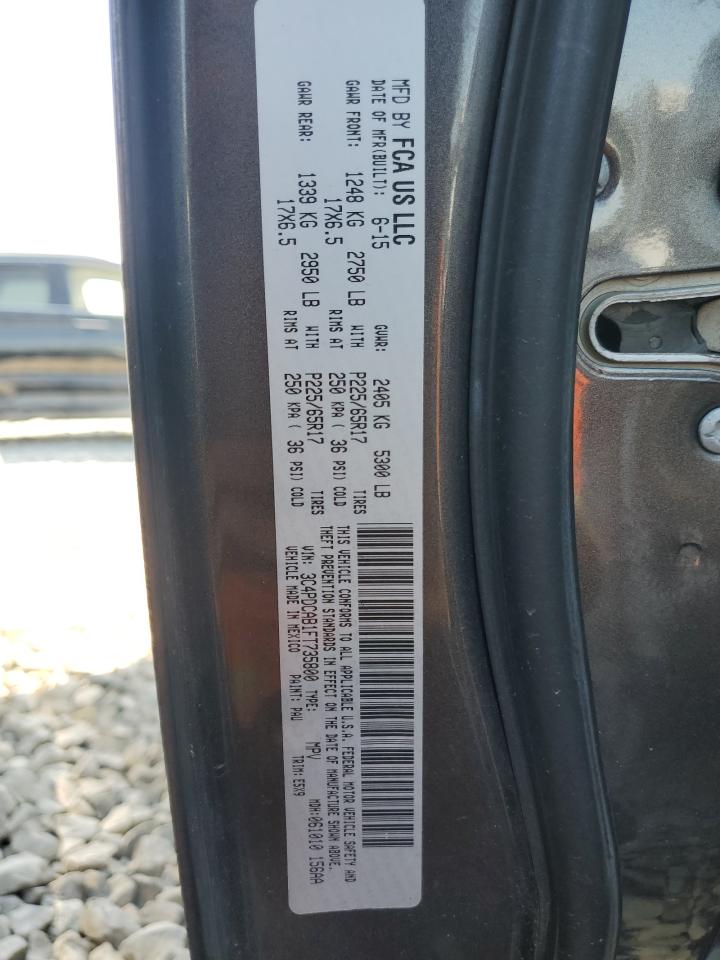 MFD BY FCA US LLC
DATE OF MFR(BUILT): 6-15 GVWR: 2405 KG 5300 LB
GAWR FRONT: 1248 KG 2750 LB WITH P225/65R17 TIRES
17X6.5 RIMS AT 250 KPA ( 36 PSI) COLD
GAWR REAR: 1339 KG 2950 LB WITH P225/65R17 TIRES
17X6.5 RIMS AT 250 KPA ( 36 PSI) COLD
THIS VEHICLE CONFORMS TO ALL APPLICABLE U.S.A. FEDERAL MOTOR VEHICLE SAFETY AND
THEFT PREVENTION STANDARDS IN EFFECT ON THE DATE OF MANUFACTURE SHOWN ABOVE.
VIN: 3C4PDCAB1FT735800 TYPE: MPV MDH:061010 156AA
VEHICLE MADE IN MEXICO PAINT: PAU TRIM: E5X9